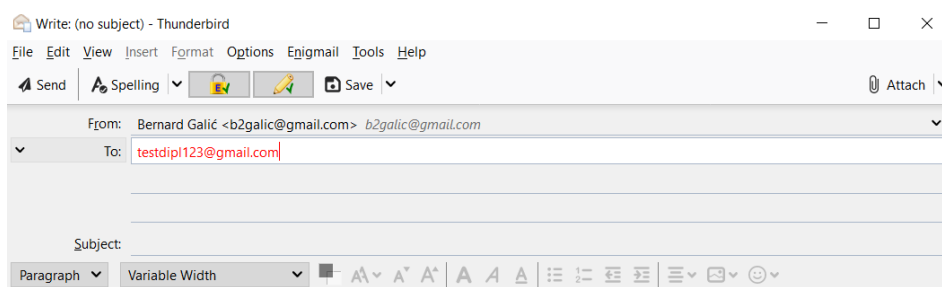 Write: (no subject) - Thunderbird
File Edit View Insert Format Options Enigmail Tools Help
Send Spelling Save Attach
From: Bernard Galić <b2galic@gmail.com> b2galic@gmail.com
To: testdipl123@gmail.com
Subject:
Paragraph Variable Width